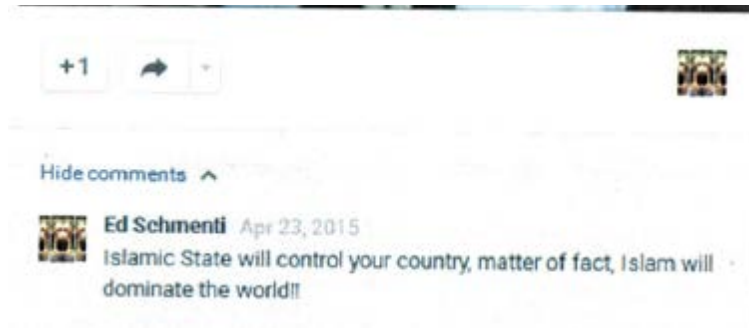 +1
Hide comments
Ed Schmenti Apr 23, 2015
Islamic State will control your country, matter of fact, Islam will
dominate the world!!